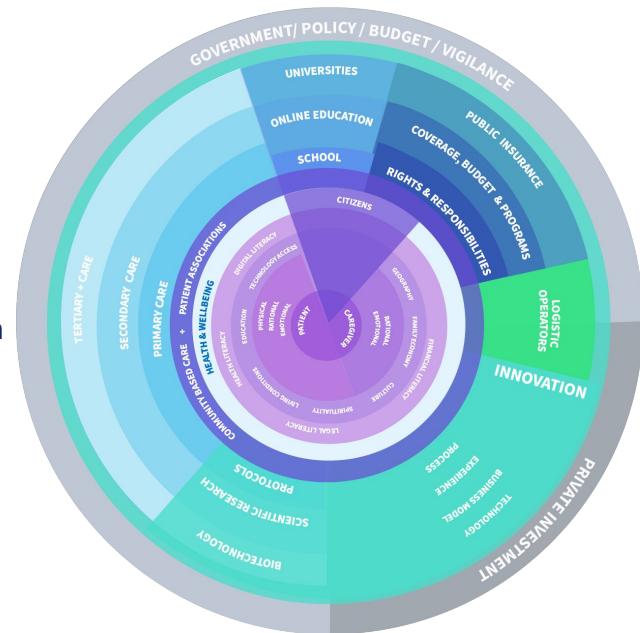 GOVERNMENT/ POLICY / BUDGET / VIGILANCE
UNIVERSITIES
ONLINE EDUCATION
SCHOOL
PUBLIC INSURANCE
COVERAGE, BUDGET & PROGRAMS
RIGHTS & RESPONSIBILITIES
LOGISTIC
OPERATORS
INNOVATION
PROCESS
EXPERIENCE
BUSINESS MODEL
TECHNOLOGY
PRIVATE INVESTMENT
PROTOCOLS
SCIENTIFIC RESEARCH
BIOTECHNOLOGY
TERTIARY + CARE
SECONDARY CARE
PRIMARY CARE
COMMUNITY BASED CARE + PATIENT ASSOCIATIONS
HEALTH & WELLBEING
CITIZENS
DIGITAL LITERACY
TECHNOLOGY ACCESS
HEALTH LITERACY
EDUCATION
PHYSICAL
RATIONAL
EMOTIONAL
PATIENT
CAREGIVER
EMOTIONAL
RATIONAL
GEOGRAPHY
FAMILY ECONOMY
FINANCIAL LITERACY
CULTURE
SPIRITUALITY
LIVING CONDITIONS
LEGAL LITERACY